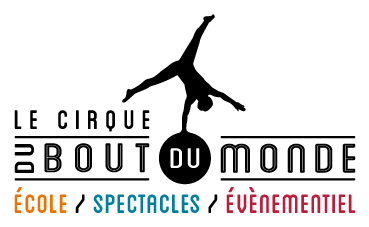 LE CIRQUE
DU BOUT DU MONDE
ÉCOLE / SPECTACLES / ÉVÈNEMENTIEL